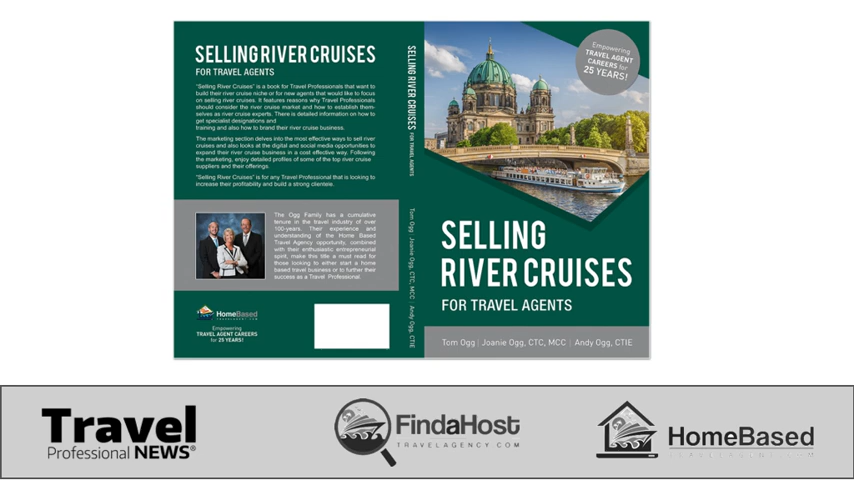 SELLING RIVER CRUISES
FOR TRAVEL AGENTS
"Selling River Cruises" is a book for Travel Professionals that want to
build their river cruise niche or for new agents that would like to focus
on selling river cruises. It features reasons why Travel Professionals
should consider the river cruise market and how to establish them-
selves as river cruise experts. There is detailed information on how to
get special designations and
training and also how to brand their river cruise business.
The marketing section delves into the most effective ways to sell river
cruises and also looks at the digital and social media opportunities to
expand their river cruise business in a cost effective way. Following
the marketing, enjoy detailed profiles of some of the top river cruise
suppliers and their offerings.
"Selling River Cruises" is for any Travel Professional that is looking to
increase their profitability and build a strong clientele.
The Ogg Family has a cumulative
tenure in the travel industry of over
100-years. Their experience and
understanding of the Home Based
Travel Agency opportunity, combined
with their enthusiastic entrepreneurial
spirit, make this title a must read for
those looking to either start a home
based travel business or to further their
success as a Travel Professional.
HomeBased
Empowering
TRAVEL AGENT CAREERS
for 25 YEARS!
SELLING RIVER CRUISES FOR TRAVEL AGENTS
Tom Ogg | Joanie Ogg, CTC, MCC | Andy Ogg, CTIE
Empowering
TRAVEL AGENT
CAREERS for
25 YEARS!
SELLING
RIVER CRUISES
FOR TRAVEL AGENTS
Tom Ogg | Joanie Ogg, CTC, MCC | Andy Ogg, CTIE
Travel
Professional NEWS®
FindaHost
TRAVELAGENCY.COM
HomeBased